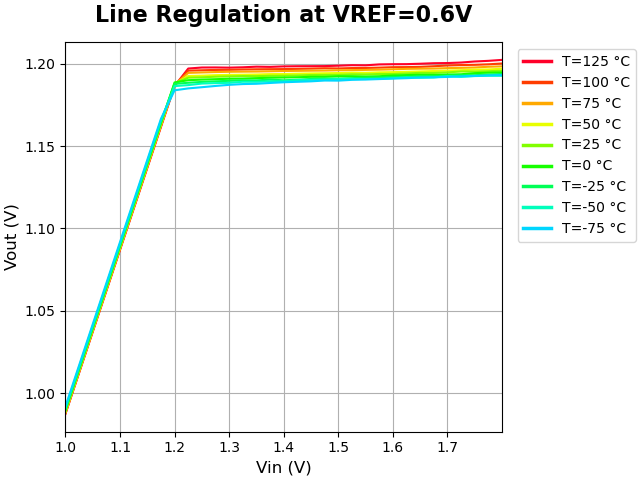 Line Regulation at VREF=0.6V
Vout (V)
1.20
1.15
1.10
1.05
1.00
1.0 1.1 1.2 1.3 1.4 1.5 1.6 1.7
Vin (V)
T=125 °C
T=100 °C
T=75 °C
T=50 °C
T=25 °C
T=0 °C
T=-25 °C
T=-50 °C
T=-75 °C